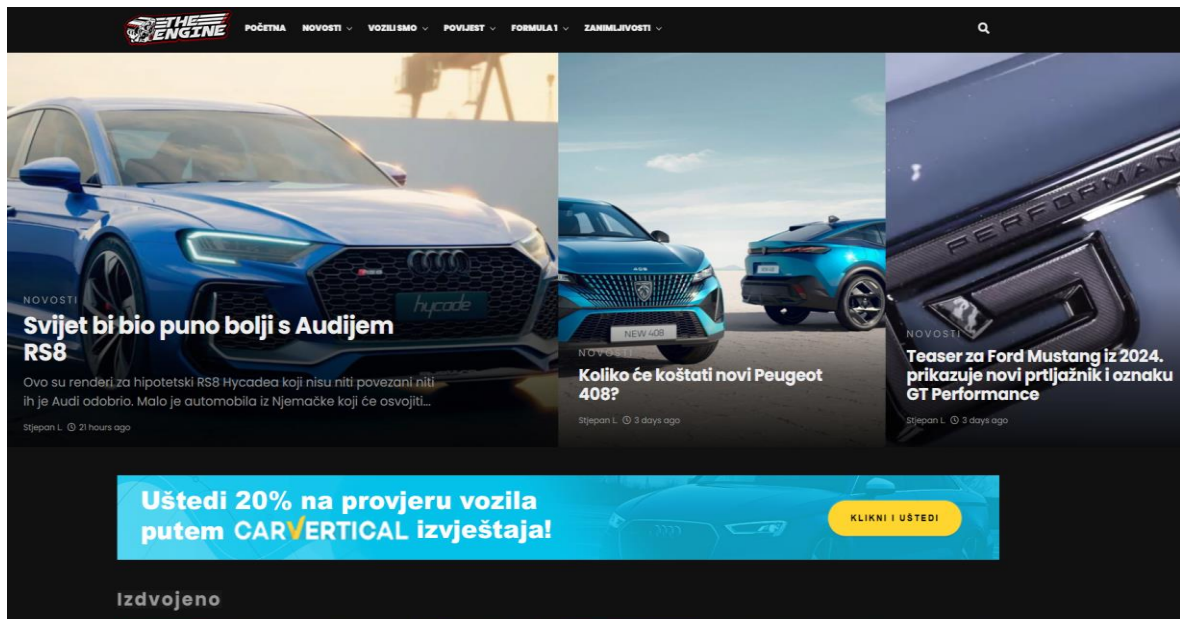 THE
ENGINE
POČETNA
NOVOSTI
VOZILI SMO
POVIJEST
FORMULA 1
ZANIMLJIVOSTI
hycade
NOVOSTI
Svijet bi bio puno bolji s Audijem
RS8
Ovo su renderi za hipotetski RS8 Hycadea koji nisu niti povezani niti
ih je Audi odobrio. Malo je automobila iz Njemačke koji će osvojiti...
Stjepan L. 21 hours ago
NEW 408
NOVOSTI
Koliko će koštati novi Peugeot
408?
Stjepan L. 3 days ago
PERFORMAN
NOVOSTI
Teaser za Ford Mustang iz 2024.
prikazuje novi prtljažnik i oznaku
GT Performance
Stjepan L. 3 days ago
Uštedi 20% na provjeru vozila
putem CARVERTICAL izvještaja!
KLIKNI I UŠTEDI
Izdvojeno